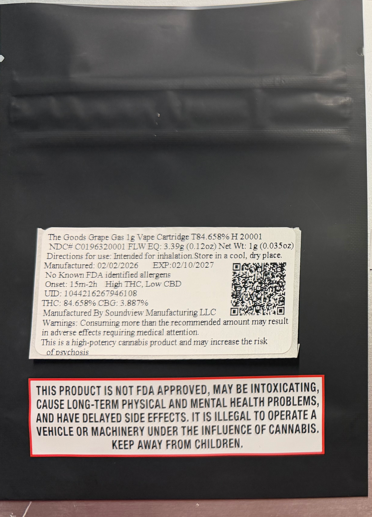 The Goods Grape Gas 1g Vape Cartridge T84.658% H 20001
NDC# C0196320001 FLW EQ: 3.39g (0.12oz) Net Wt: 1g (0.035oz)
Directions for use: Intended for inhalation.Store in a cool, dry place.
Manufactured: 02/02/2026 EXP:02/10/2027
No Known FDA identified allergens
Onset: 15m-2h High THC, Low CBD
UID: 1044216267946108
THC: 84.658% CBG: 3.887%
Manufactured By Soundview Manufacturing LLC
Warnings: Consuming more than the recommended amount may result
in adverse effects requiring medical attention.
This is a high-potency cannabis product and may increase the risk
of psychosis
THIS PRODUCT IS NOT FDA APPROVED, MAY BE INTOXICATING,
CAUSE LONG-TERM PHYSICAL AND MENTAL HEALTH PROBLEMS,
AND HAVE DELAYED SIDE EFFECTS. IT IS ILLEGAL TO OPERATE A
VEHICLE OR MACHINERY UNDER THE INFLUENCE OF CANNABIS.
KEEP AWAY FROM CHILDREN.